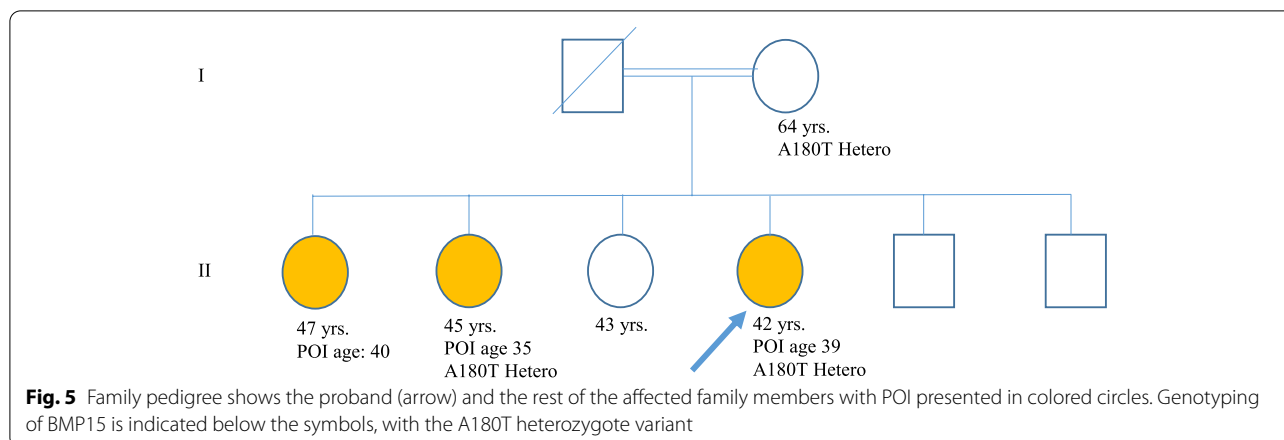 I
64 yrs.
A180T Hetero
II
47 yrs.
POI age: 40
45 yrs.
POI age 35
A180T Hetero
43 yrs.
42 yrs.
POI age 39
A180T Hetero
Fig. 5 Family pedigree shows the proband (arrow) and the rest of the affected family members with POI presented in colored circles. Genotyping
of BMP15 is indicated below the symbols, with the A180T heterozygote variant